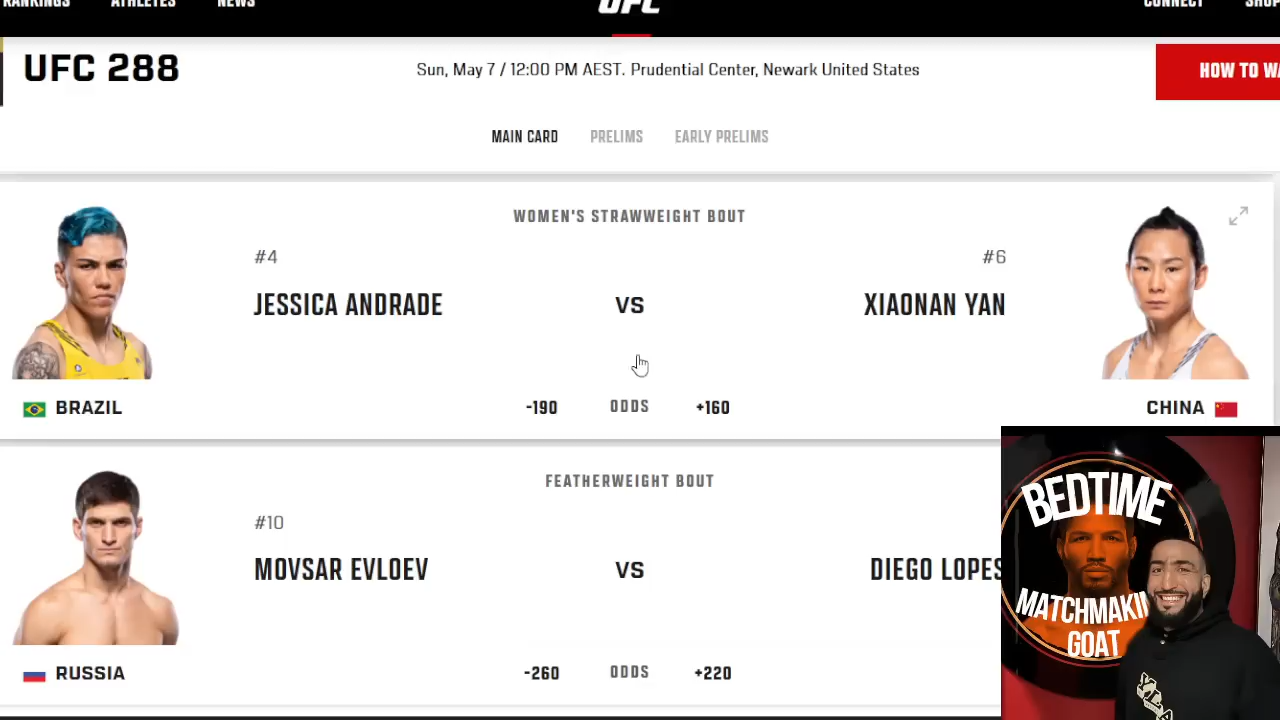 RANKINGS ATHLETES NEWS UFC CONNECT SHOP
UFC 288
Sun, May 7 / 12:00 PM AEST. Prudential Center, Newark United States
HOW TO WA
MAIN CARD PRELIMS EARLY PRELIMS
WOMEN'S STRAWWEIGHT BOUT
#4 #6
JESSICA ANDRADE VS XIAONAN YAN
BRAZIL -190 ODDS +160 CHINA
FEATHERWEIGHT BOUT
#10
MOVSAR EVLOEV VS DIEGO LOPES
RUSSIA -260 ODDS +220
BEDTIME
MATCHMAKIN
GOAT